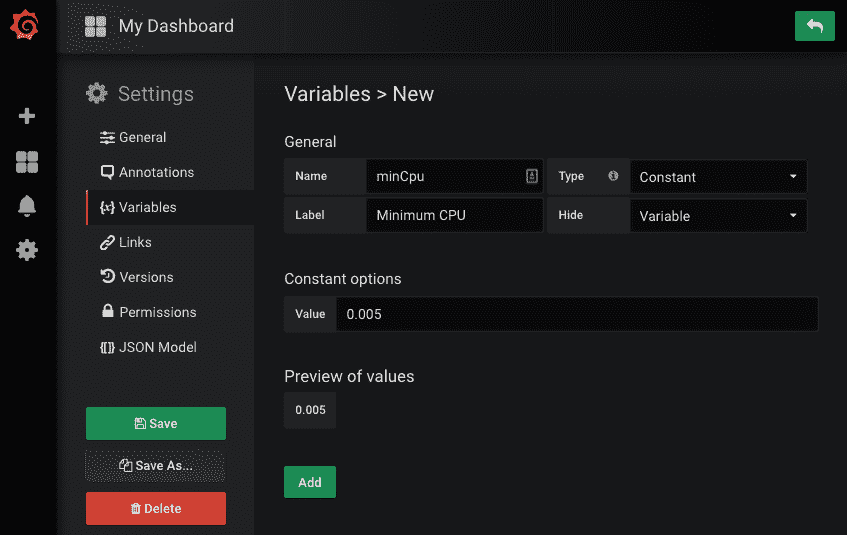 My Dashboard
Settings
General
Annotations
Variables
Links
Versions
Permissions
JSON Model
Save
Save As...
Delete
Variables > New
General
Name minCpu Type Constant
Label Minimum CPU Hide Variable
Constant options
Value 0.005
Preview of values
0.005
Add